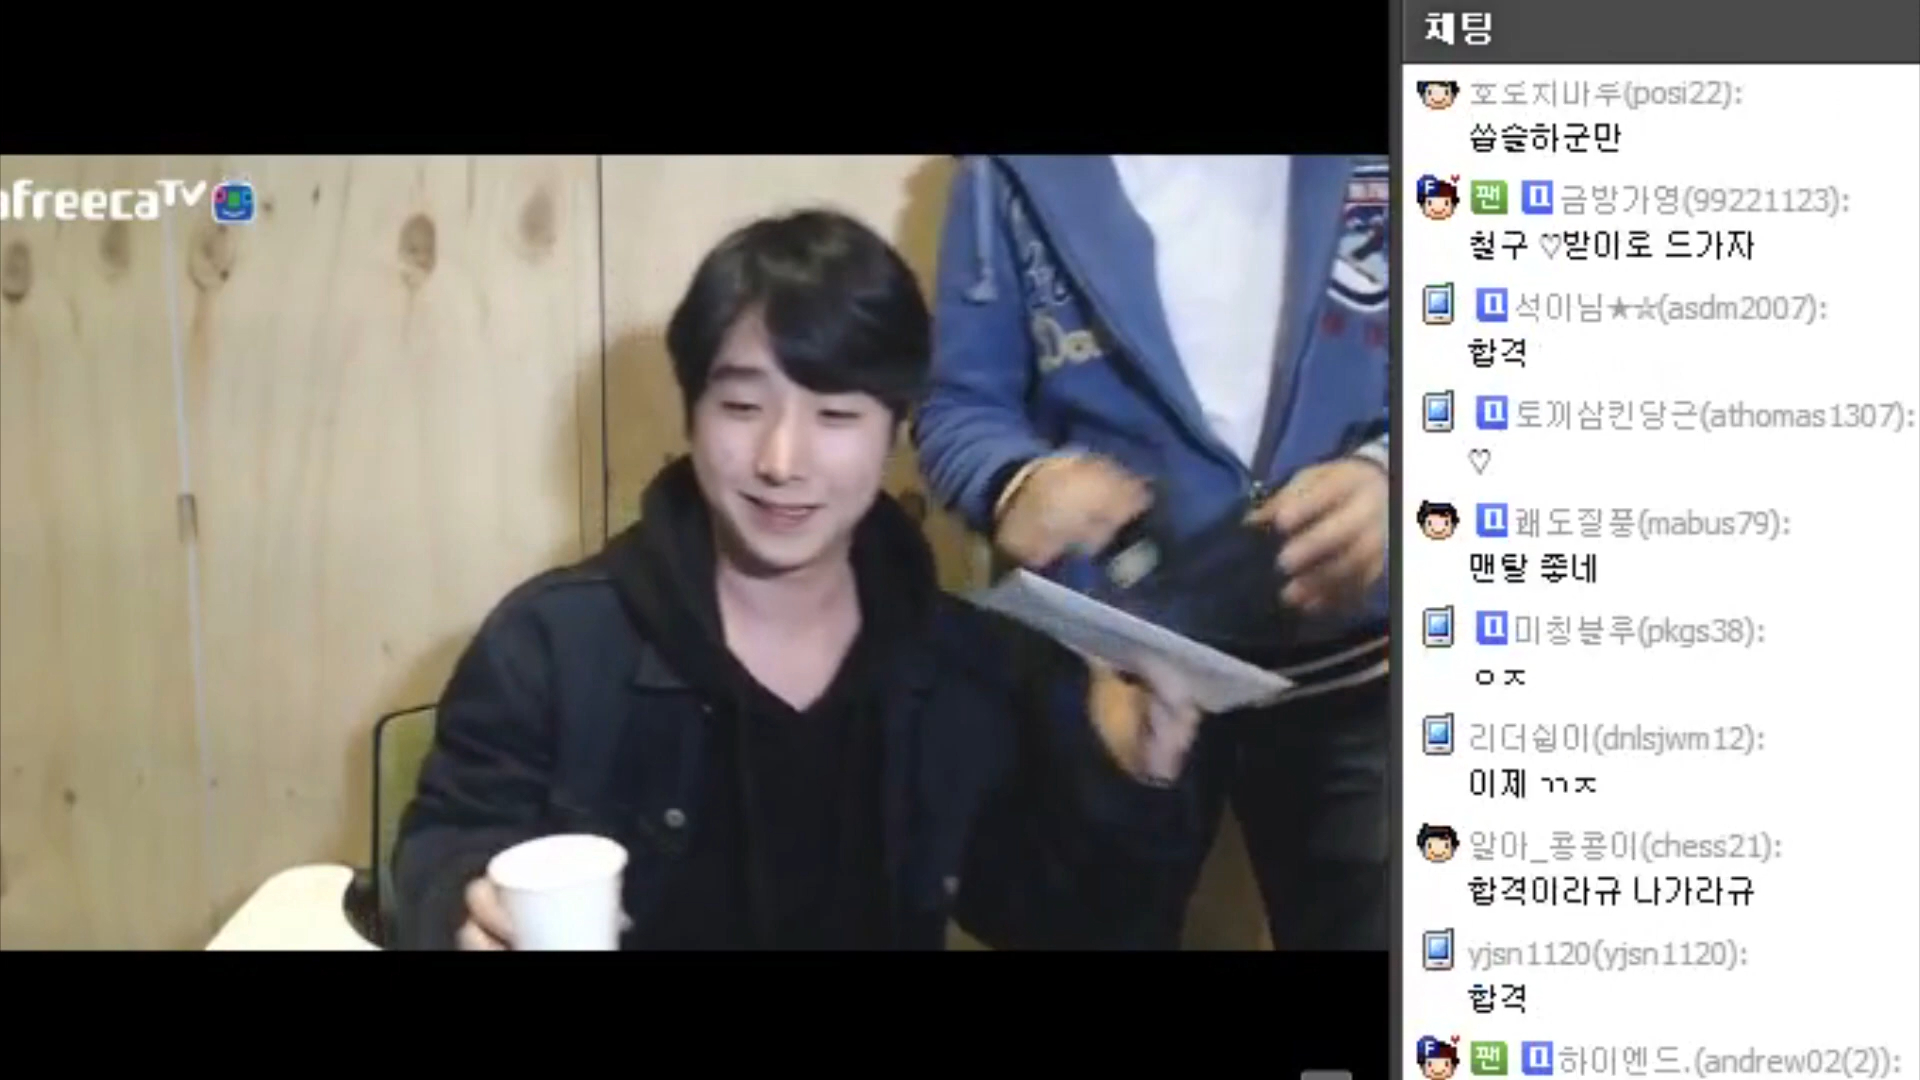 afreecaTV
채팅
호로지마루(posi22):
씁슬하군만
팬 금방가영(99221123):
철구 ♡받이로 드가자
석이님★☆(asdm2007):
합격
토끼삼킨당근(athomas1307):
♡
쾌도질풍(mabus79):
맨탈 좋네
미칭블루(pkgs38):
ㅇㅈ
리더쉽이(dnlsjwm12):
이제 ㄲㅈ
알아_콩콩이(chess21):
합격이라규 나가라규
yjsn1120(yjsn1120):
합격
팬 하이엔드.(andrew02(2)):